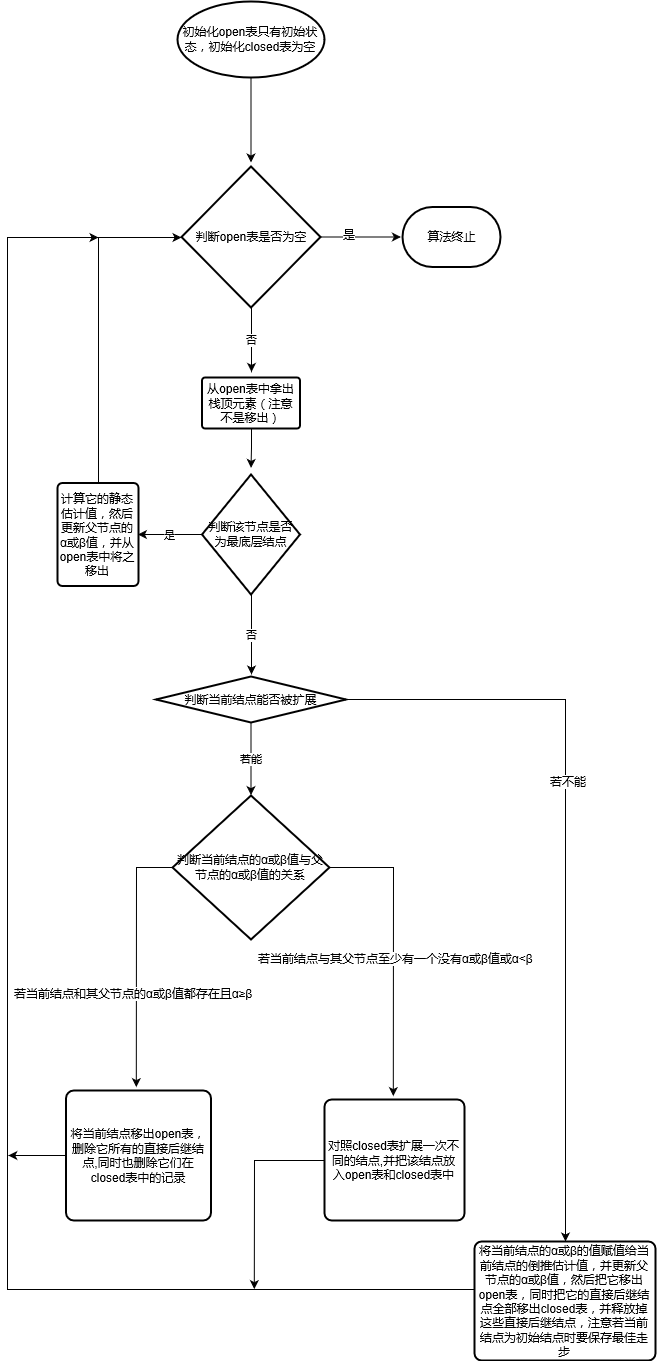 初始化open表只有初始状
态，初始化closed表为空
判断open表是否为空
是
算法终止
否
从open表中拿出
栈顶元素（注意
不是移出）
计算它的静态
估计值，然后
更新父节点的
α或β值，并从
open表中将之
移出
是
判断该节点是否
为最底层结点
否
判断当前结点能否被扩展
若能
若不能
判断当前结点的α或β值与父
节点的α或β值的关系
若当前结点与其父节点至少有一个没有α或β值或α<β
若当前结点和其父节点的α或β值都存在且α≥β
将当前结点移出open表，
删除它所有的直接后继结
点,同时也删除它们在
closed表中的记录
对照closed表扩展一次不
同的结点,并把该结点放
入open表和closed表中
将当前结点的α或β的值赋值给当
前结点的倒推估计值，并更新父
节点的α或β值，然后把它移出
open表，同时把它的直接后继结
点全部移出closed表，并释放掉
这些直接后继结点，注意若当前
结点为初始结点时要保存最佳走
步